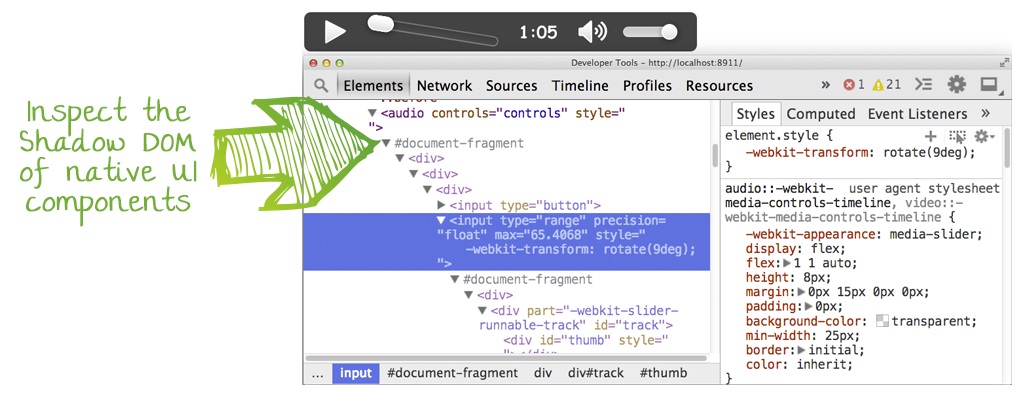 1:05
Developer Tools - http://localhost:8911/
Elements Network Sources Timeline Profiles Resources » 1 21
Inspect the
Shadow DOM
of native UI
components
<audio controls="controls" style="
">
#document-fragment
<div>
<div>
<div>
<input type="button">
<input type="range" precision=
"float" max="65.4068" style="
-webkit-transform: rotate(9deg);
">
#document-fragment
<div>
<div part="-webkit-slider-
runnable-track" id="track">
<div id="thumb" style="
... input #document-fragment div div#track #thumb
Styles Computed Event Listeners »
element.style {
-webkit-transform: rotate(9deg);
}
audio::-webkit- user agent stylesheet
media-controls-timeline, video::-
webkit-media-controls-timeline {
-webkit-appearance: media-slider;
display: flex;
flex: 1 1 auto;
height: 8px;
margin: 0px 15px 0px 0px;
padding: 0px;
background-color: transparent;
min-width: 25px;
border: initial;
color: inherit;
}